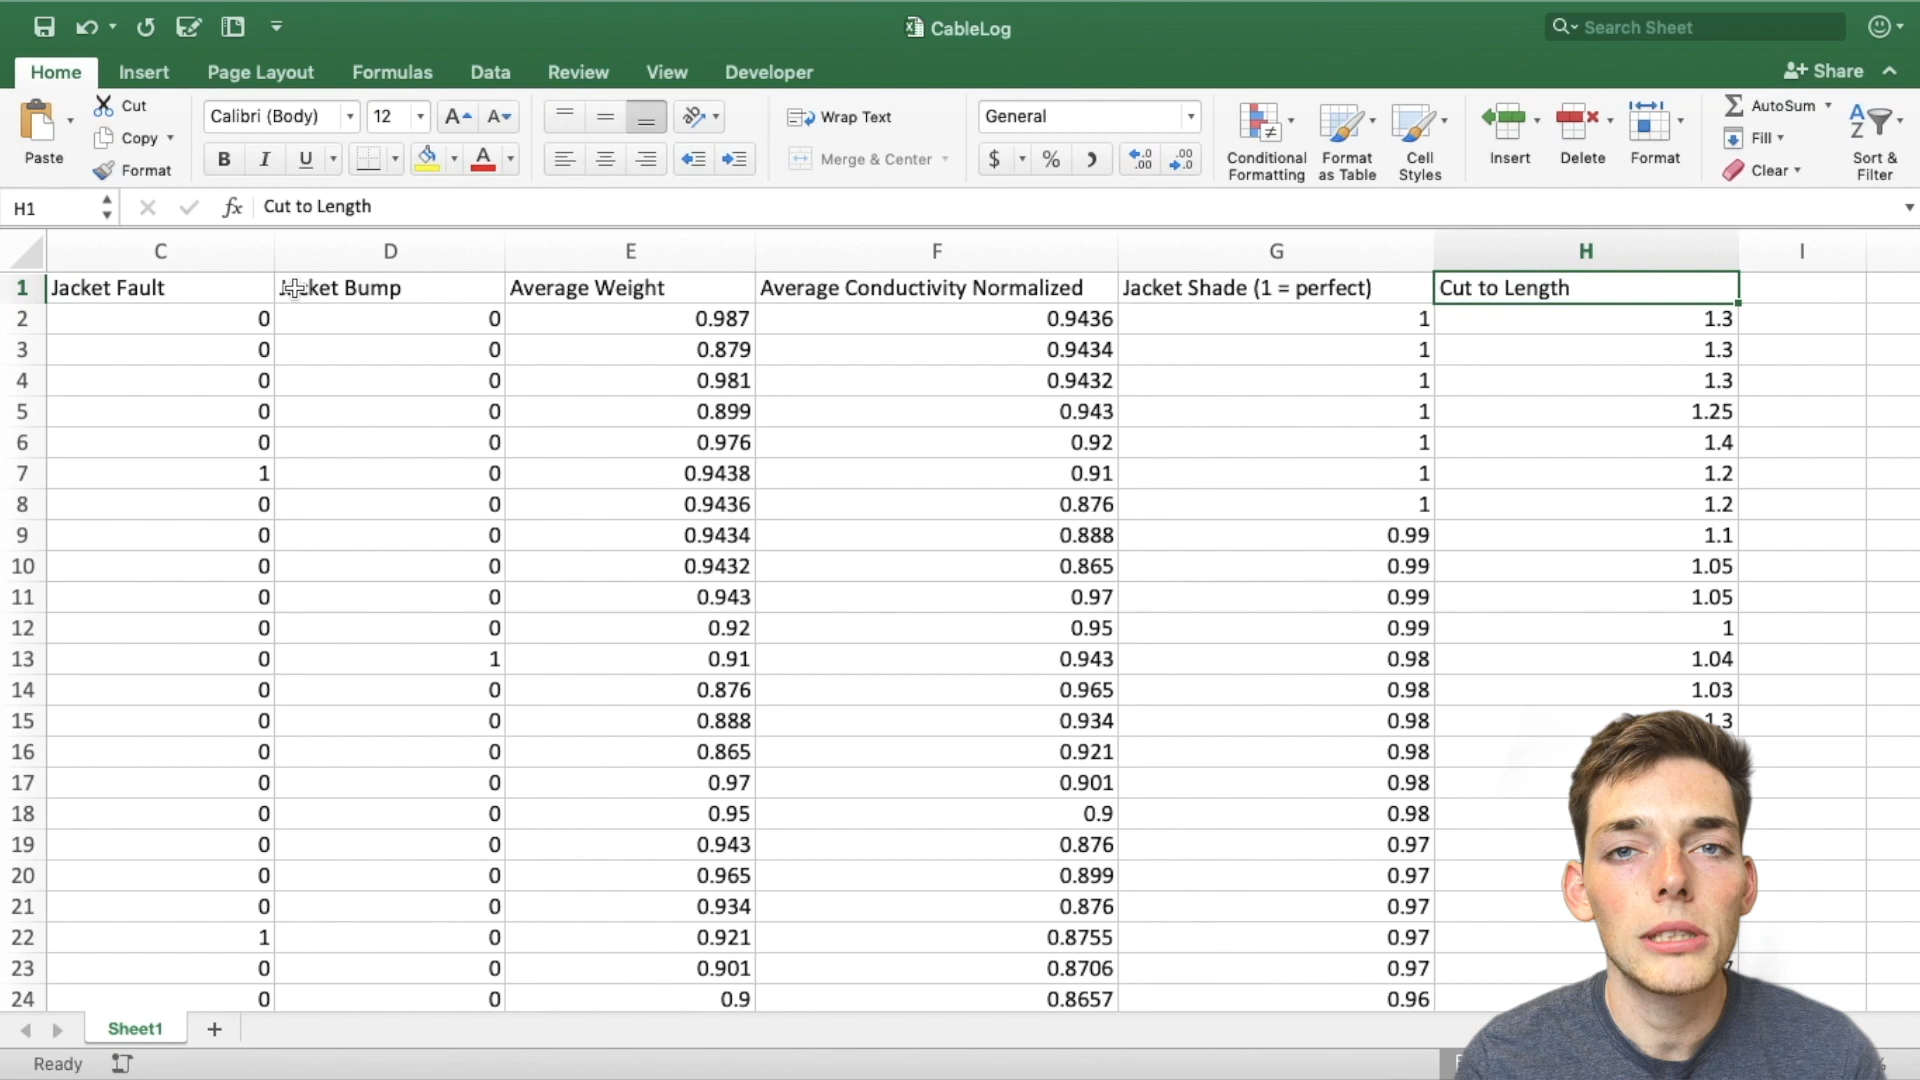 CableLog
Search Sheet
Home Insert Page Layout Formulas Data Review View Developer
Share
Paste
Cut
Copy
Format
Calibri (Body) 12
B I U
Wrap Text
Merge & Center
General
$ % .0 .00 .00 .0
Conditional Formatting
Format as Table
Cell Styles
Insert
Delete
Format
AutoSum
Fill
Clear
Sort & Filter
H1 fx Cut to Length
C D E F G H I
1 Jacket Fault Jacket Bump Average Weight Average Conductivity Normalized Jacket Shade (1 = perfect) Cut to Length
2 0 0 0.987 0.9436 1 1.3
3 0 0 0.879 0.9434 1 1.3
4 0 0 0.981 0.9432 1 1.3
5 0 0 0.899 0.943 1 1.25
6 0 0 0.976 0.92 1 1.4
7 1 0 0.9438 0.91 1 1.2
8 0 0 0.9436 0.876 1 1.2
9 0 0 0.9434 0.888 0.99 1.1
10 0 0 0.9432 0.865 0.99 1.05
11 0 0 0.943 0.97 0.99 1.05
12 0 0 0.92 0.95 0.99 1
13 0 1 0.91 0.943 0.98 1.04
14 0 0 0.876 0.965 0.98 1.03
15 0 0 0.888 0.934 0.98
16 0 0 0.865 0.921 0.98
17 0 0 0.97 0.901 0.98
18 0 0 0.95 0.9 0.98
19 0 0 0.943 0.876 0.97
20 0 0 0.965 0.899 0.97
21 0 0 0.934 0.876 0.97
22 1 0 0.921 0.8755 0.97
23 0 0 0.901 0.8706 0.97
24 0 0 0.9 0.8657 0.96
Sheet1
Ready